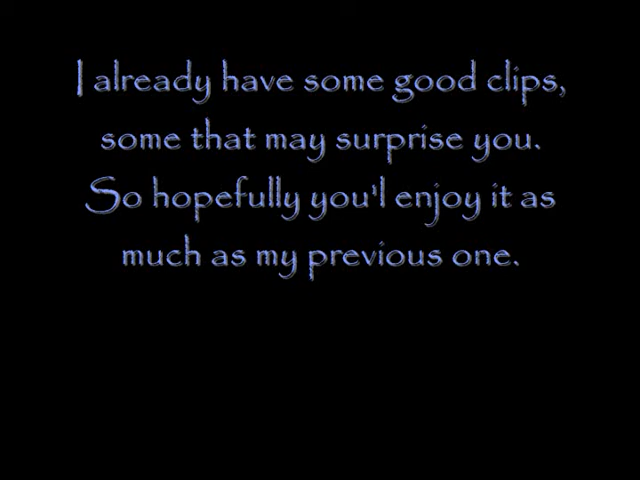 I already have some good clips,
some that may surprise you.
So hopefully you'l enjoy it as
much as my previous one.